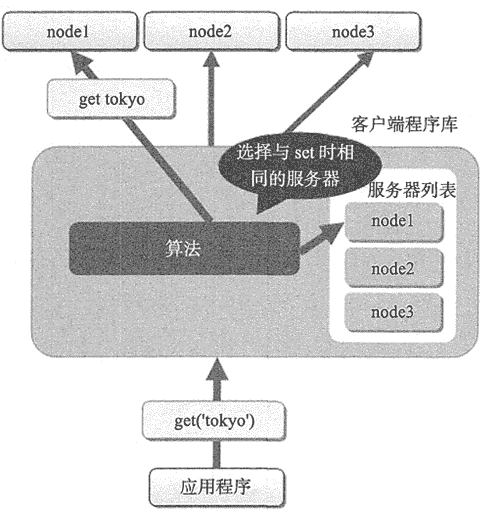 node1
node2
node3
get tokyo
客户端程序库
选择与 set 时相
同的服务器
服务器列表
node1
算法
node2
node3
get('tokyo')
应用程序